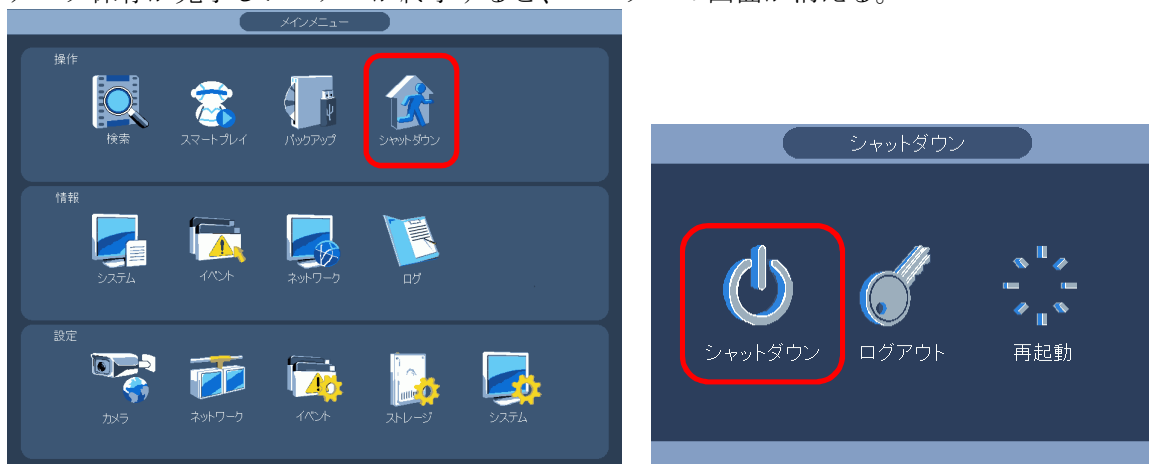 メインメニュー
操作
検索
スマートプレイ
バックアップ
シャットダウン
情報
システム
イベント
ネットワーク
ログ
設定
カメラ
ネットワーク
イベント
ストレージ
システム
シャットダウン
シャットダウン
ログアウト
再起動